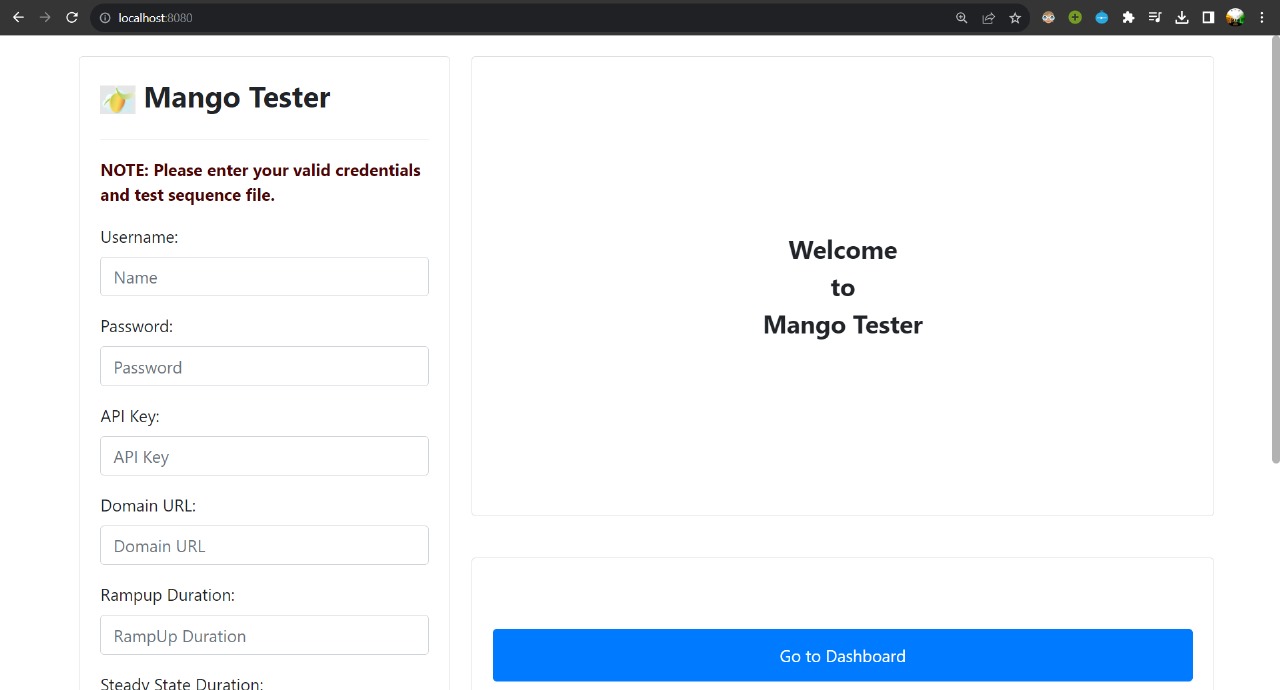 localhost:8080
Mango Tester
NOTE: Please enter your valid credentials
and test sequence file.
Username:
Name
Password:
Password
API Key:
API Key
Domain URL:
Domain URL
Rampup Duration:
RampUp Duration
Steady State Duration:
Welcome
to
Mango Tester
Go to Dashboard